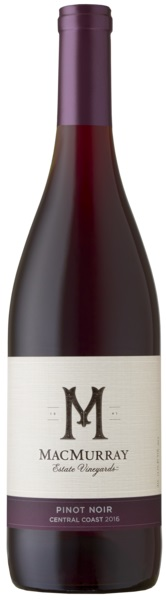 M
MACMURRAY
Estate Vineyards
PINOT NOIR
CENTRAL COAST 2016